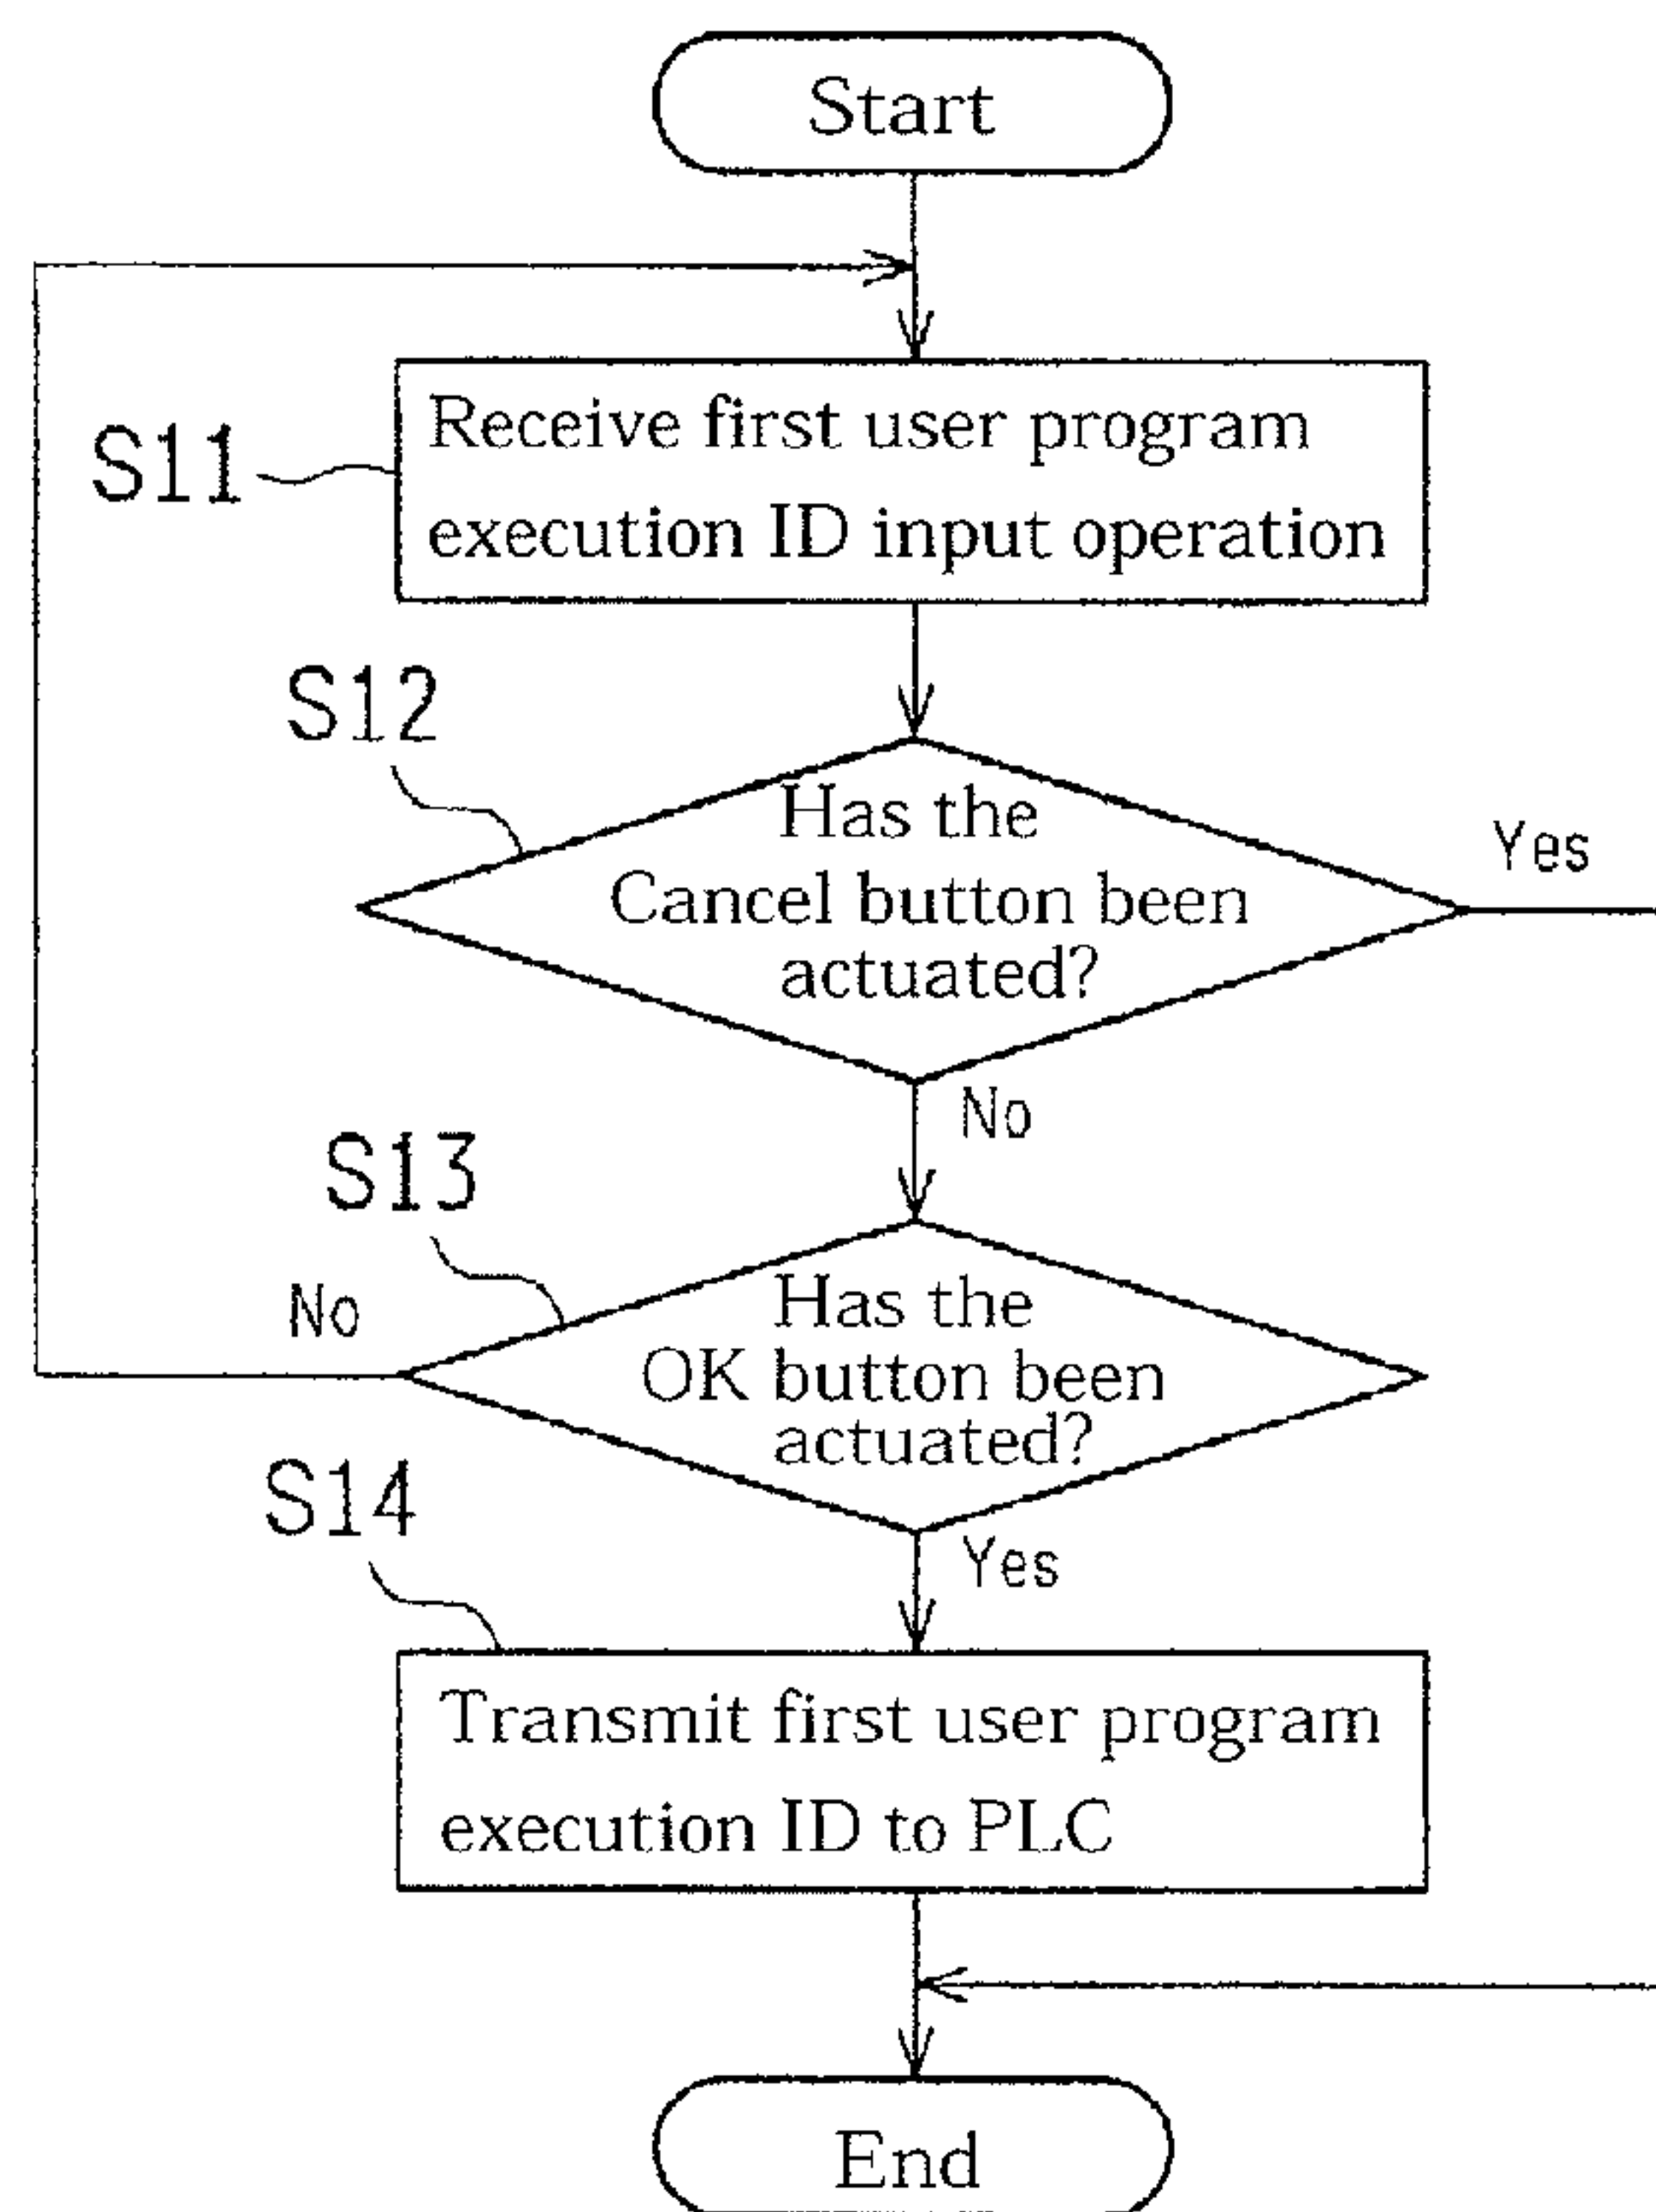 Start
S11
Receive first user program
execution ID input operation
S12
Has the
Cancel button been
actuated?
Yes
No
S13
Has the
OK button been
actuated?
No
Yes
S14
Transmit first user program
execution ID to PLC
End